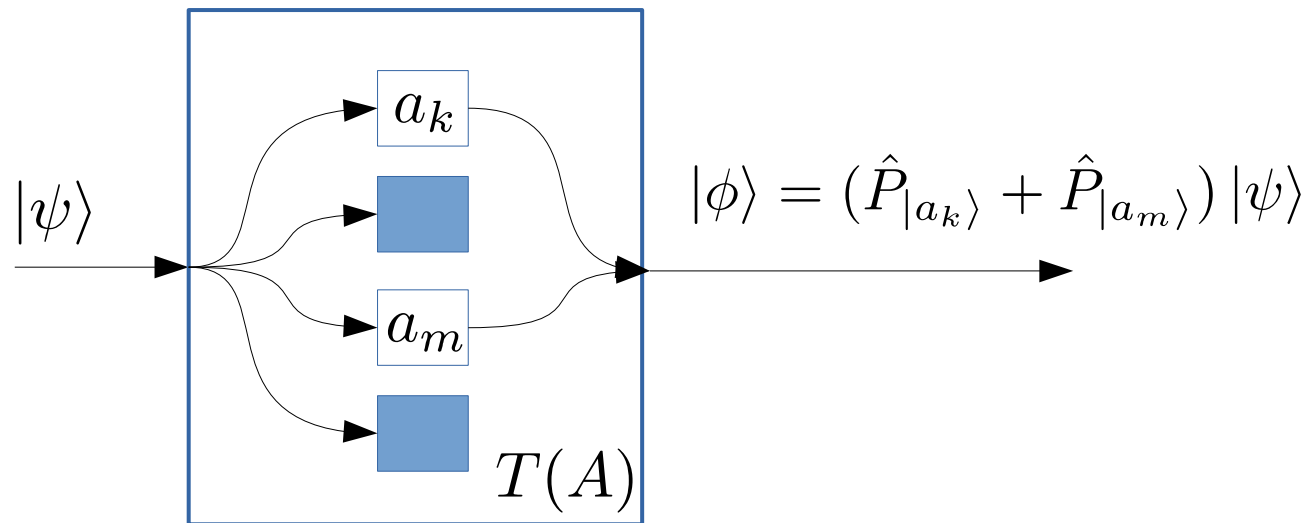 |ψ⟩
a_k
a_m
T(A)
|ϕ⟩ = (P̂_{|a_k⟩} + P̂_{|a_m⟩}) |ψ⟩